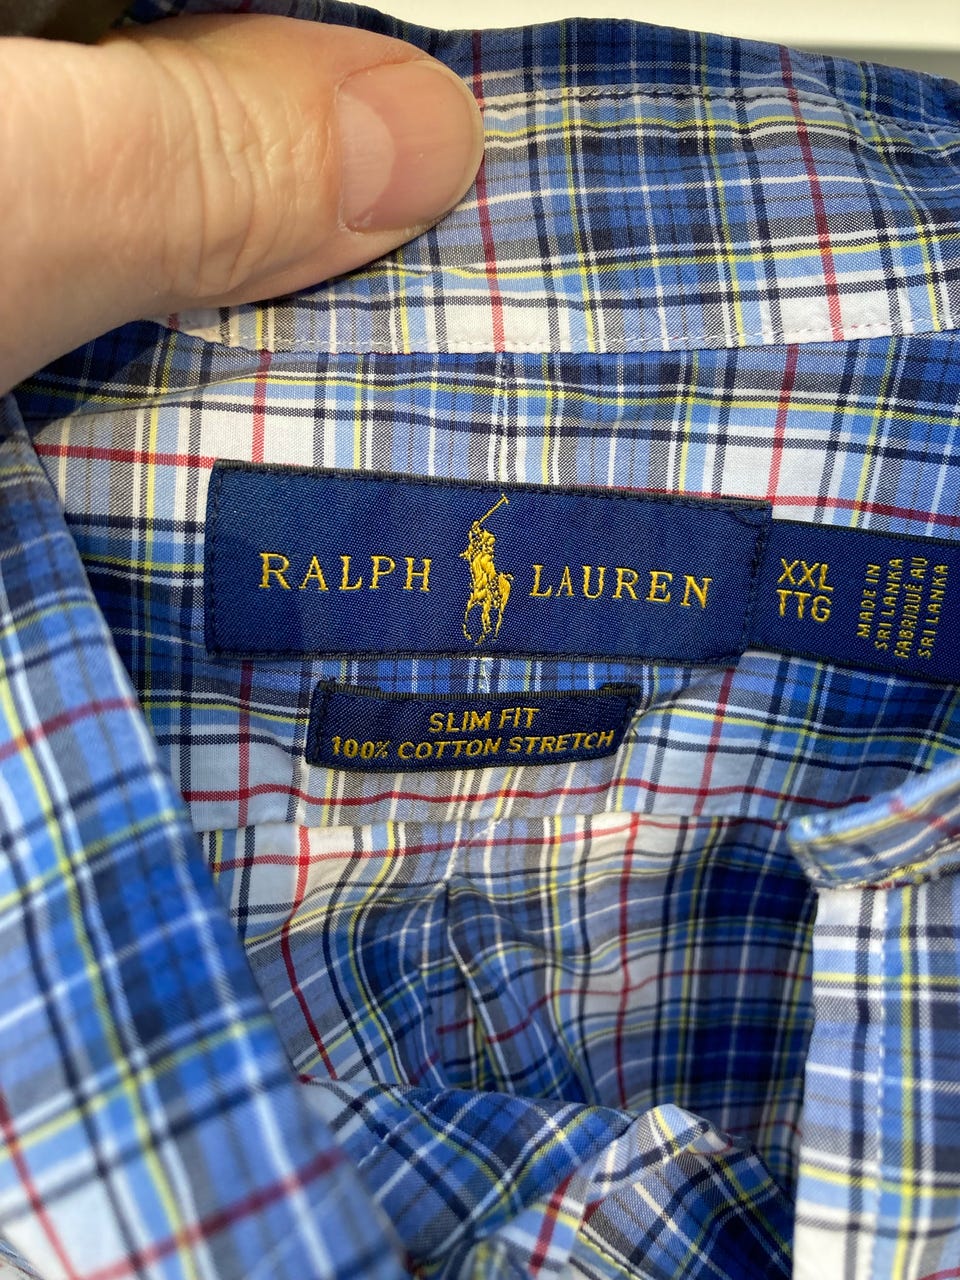 RALPH LAUREN
XXL
TTG
MADE IN
SRI LANKA
FABRIQUÉ AU
SRI LANKA
SLIM FIT
100% COTTON STRETCH